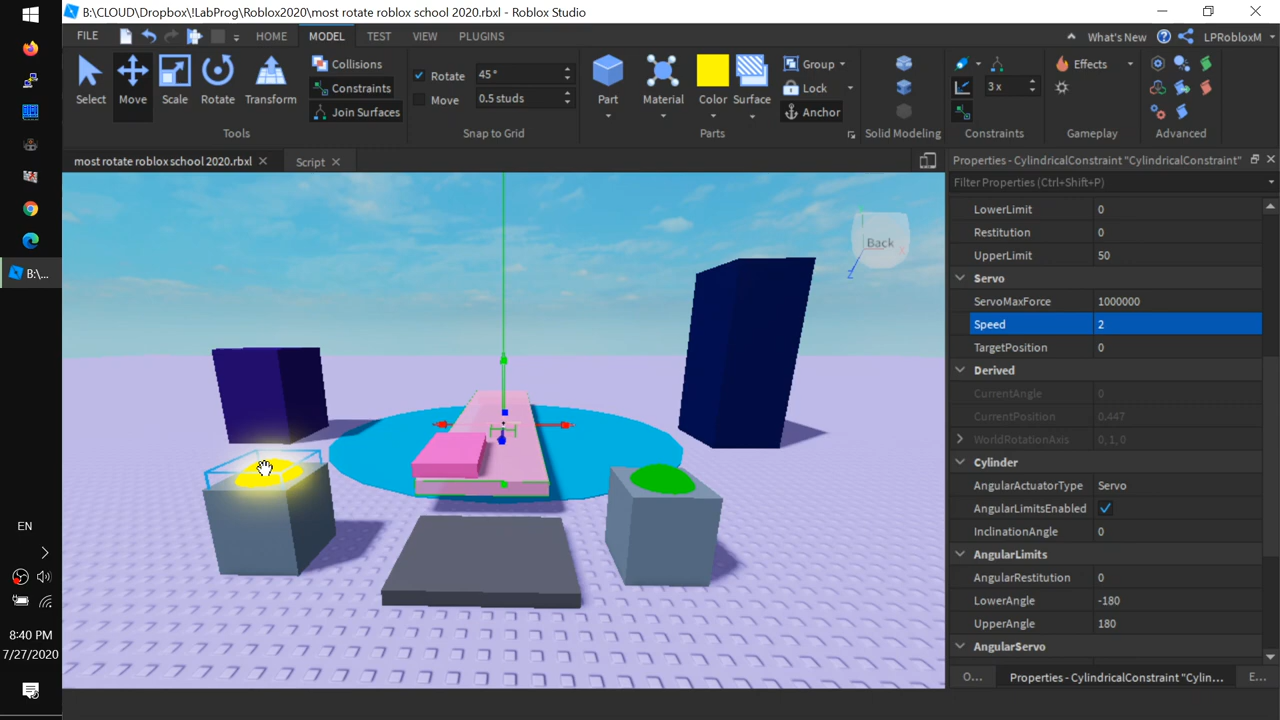 B:\CLOUD\Dropbox\!LabProg\Roblox2020\most rotate roblox school 2020.rbxl - Roblox Studio
FILE HOME MODEL TEST VIEW PLUGINS What's New LPRobloxM
Select Move Scale Rotate Transform
Collisions
Constraints
Join Surfaces
Tools
Rotate 45°
Move 0.5 studs
Snap to Grid
Part Material Color Surface
Group
Lock
Anchor
Parts
Solid Modeling
3 x
Constraints
Effects
Gameplay
Advanced
most rotate roblox school 2020.rbxl Script
Back
Properties - CylindricalConstraint "CylindricalConstraint"
Filter Properties (Ctrl+Shift+P)
LowerLimit 0
Restitution 0
UpperLimit 50
Servo
ServoMaxForce 1000000
Speed 2
TargetPosition 0
Derived
CurrentAngle 0
CurrentPosition 0.447
WorldRotationAxis 0, 1, 0
Cylinder
AngularActuatorType Servo
AngularLimitsEnabled
InclinationAngle 0
AngularLimits
AngularRestitution 0
LowerAngle -180
UpperAngle 180
AngularServo
O... Properties - CylindricalConstraint "Cylin... E...
B:\...
EN
8:40 PM
7/27/2020